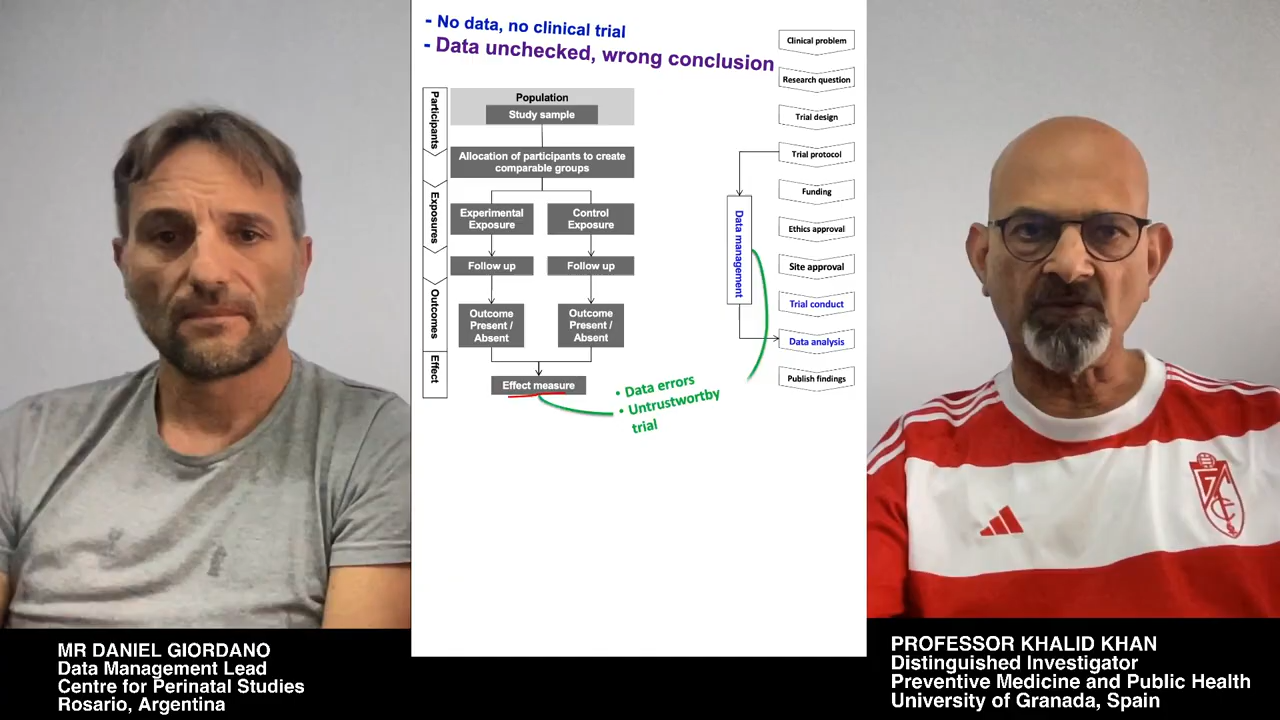 - No data, no clinical trial
- Data unchecked, wrong conclusion
Participants
Exposures
Outcomes
Effect
Population
Study sample
Allocation of participants to create
comparable groups
Experimental
Exposure
Control
Exposure
Follow up
Follow up
Outcome
Present /
Absent
Outcome
Present /
Absent
Effect measure
• Data errors
• Untrustworthy
trial
Data management
Clinical problem
Research question
Trial design
Trial protocol
Funding
Ethics approval
Site approval
Trial conduct
Data analysis
Publish findings
MR DANIEL GIORDANO
Data Management Lead
Centre for Perinatal Studies
Rosario, Argentina
PROFESSOR KHALID KHAN
Distinguished Investigator
Preventive Medicine and Public Health
University of Granada, Spain